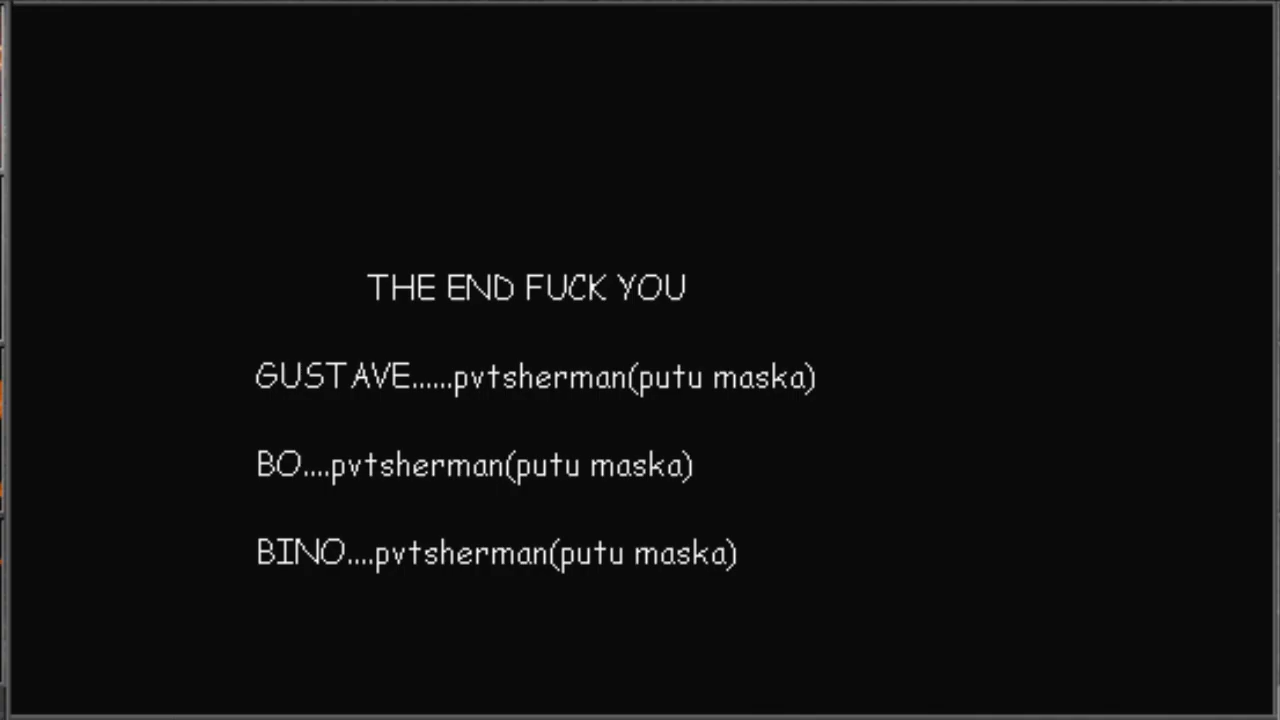 THE END FUCK YOU
GUSTAVE......pvtsherman(putu maska)
BO....pvtsherman(putu maska)
BINO....pvtsherman(putu maska)